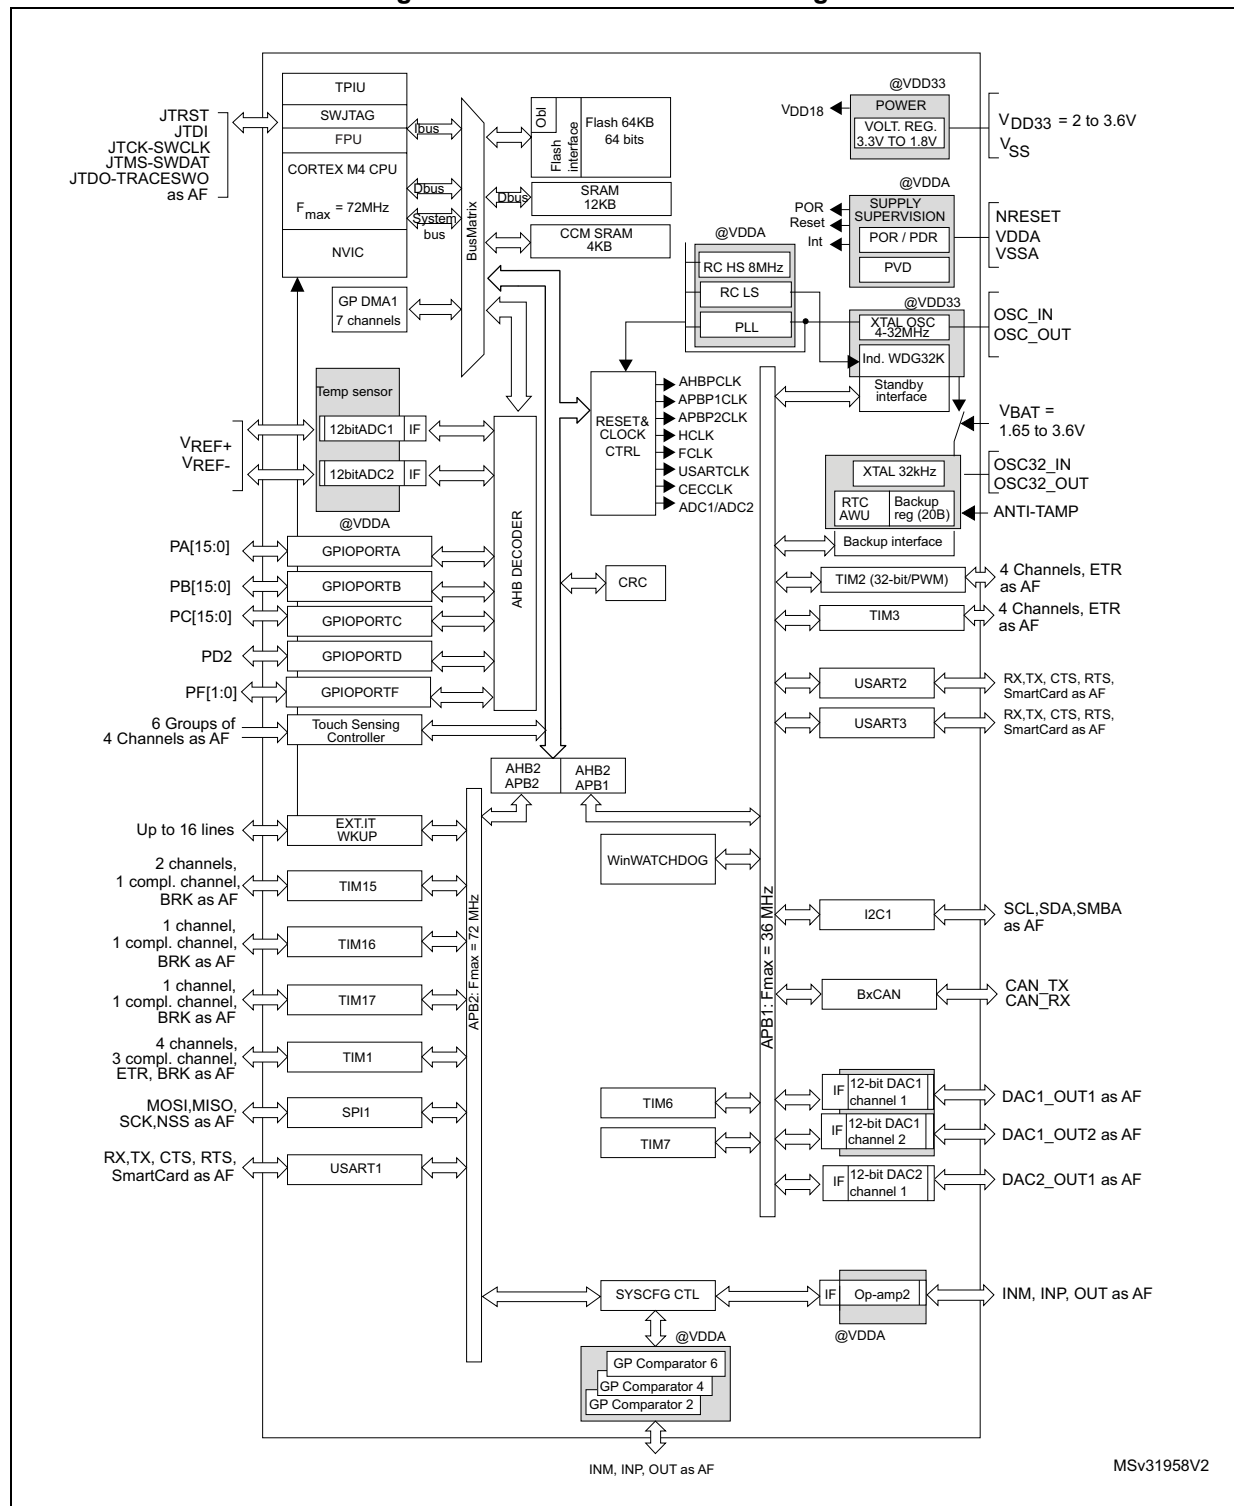 TPIU
SWJTAG
FPU
CORTEX M4 CPU
Fmax = 72MHz
NVIC
JTRST
JTDI
JTCK-SWCLK
JTMS-SWDAT
JTDO-TRACESWO
as AF
Ibus
Dbus
System
bus
BusMatrix
Obl
Flash
interface
Flash 64KB
64 bits
Dbus
SRAM
12KB
CCM SRAM
4KB
GP DMA1
7 channels
@VDD33
POWER
VDD18
VOLT. REG.
3.3V TO 1.8V
VDD33 = 2 to 3.6V
VSS
@VDDA
SUPPLY
SUPERVISION
POR
Reset
Int
POR / PDR
PVD
NRESET
VDDA
VSSA
@VDDA
RC HS 8MHz
RC LS
PLL
@VDD33
XTAL OSC
4-32MHz
Ind. WDG32K
Standby
interface
OSC_IN
OSC_OUT
VBAT =
1.65 to 3.6V
XTAL 32kHz
RTC
AWU
Backup
reg (20B)
Backup interface
OSC32_IN
OSC32_OUT
ANTI-TAMP
RESET&
CLOCK
CTRL
AHBPCLK
APBP1CLK
APBP2CLK
HCLK
FCLK
USARTCLK
CECCLK
ADC1/ADC2
Temp sensor
12bitADC1
IF
12bitADC2
IF
@VDDA
VREF+
VREF-
AHB DECODER
PA[15:0]
GPIOPORTA
PB[15:0]
GPIOPORTB
PC[15:0]
GPIOPORTC
PD2
GPIOPORTD
PF[1:0]
GPIOPORTF
6 Groups of
4 Channels as AF
Touch Sensing
Controller
CRC
TIM2 (32-bit/PWM)
4 Channels, ETR
as AF
TIM3
4 Channels, ETR
as AF
USART2
RX,TX, CTS, RTS,
SmartCard as AF
USART3
RX,TX, CTS, RTS,
SmartCard as AF
AHB2
APB2
AHB2
APB1
Up to 16 lines
EXT.IT
WKUP
2 channels,
1 compl. channel,
BRK as AF
TIM15
1 channel,
1 compl. channel,
BRK as AF
TIM16
1 channel,
1 compl. channel,
BRK as AF
TIM17
4 channels,
3 compl. channel,
ETR, BRK as AF
TIM1
MOSI,MISO,
SCK,NSS as AF
SPI1
RX,TX, CTS, RTS,
SmartCard as AF
USART1
APB2: Fmax = 72 MHz
APB1: Fmax = 36 MHz
WinWATCHDOG
I2C1
SCL,SDA,SMBA
as AF
BxCAN
CAN_TX
CAN_RX
TIM6
TIM7
IF
12-bit DAC1
channel 1
DAC1_OUT1 as AF
IF
12-bit DAC1
channel 2
DAC1_OUT2 as AF
IF
12-bit DAC2
channel 1
DAC2_OUT1 as AF
SYSCFG CTL
IF
Op-amp2
@VDDA
INM, INP, OUT as AF
@VDDA
GP Comparator 6
GP Comparator 4
GP Comparator 2
INM, INP, OUT as AF
MSv31958V2